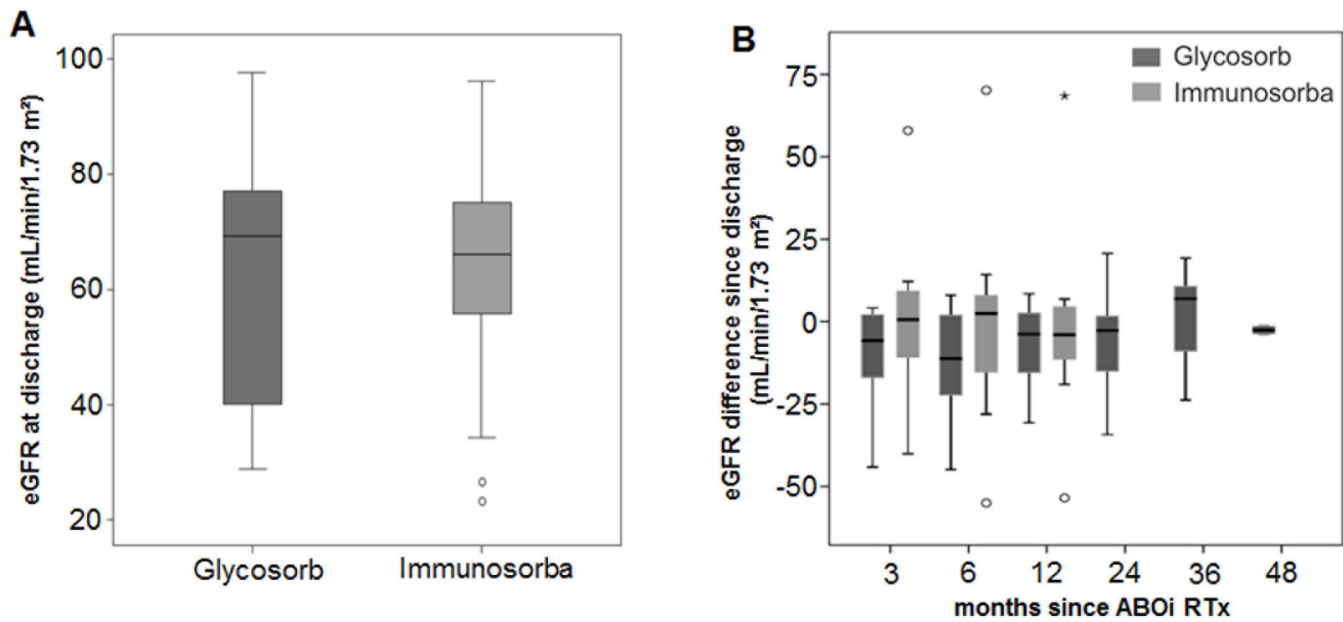 A
eGFR at discharge (mL/min/1.73 m²)
100
80
60
40
20
Glycosorb Immunosorba
B
eGFR difference since discharge
(mL/min/1.73 m²)
Glycosorb
Immunosorba
75
50
25
0
-25
-50
3 6 12 24 36 48
months since ABOi RTx